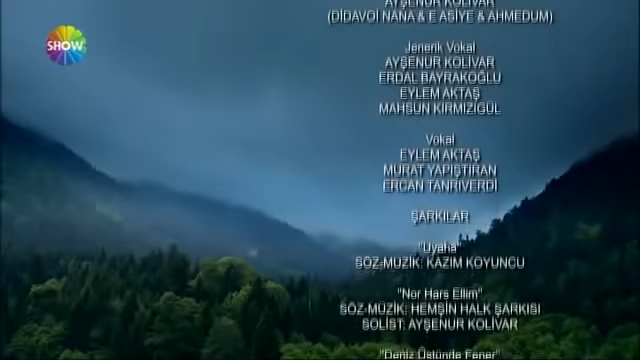 SHOW
AYŞENUR KOLİVAR
(DİDAVOİ NANA & E ASİYE & AHMEDUM)
Jenerik Vokal
AYŞENUR KOLİVAR
ERDAL BAYRAKOĞLU
EYLEM AKTAŞ
MAHSUN KIRMIZIGÜL
Vokal
EYLEM AKTAŞ
MURAT YAPIŞTIRAN
ERCAN TANRIVERDİ
ŞARKILAR
"Uyaha"
SÖZ-MÜZİK: KAZIM KOYUNCU
"Nor Hars Ellim"
SÖZ-MÜZİK: HEMŞİN HALK ŞARKISI
SOLİST: AYŞENUR KOLİVAR
"Deniz Üstünde Fener"